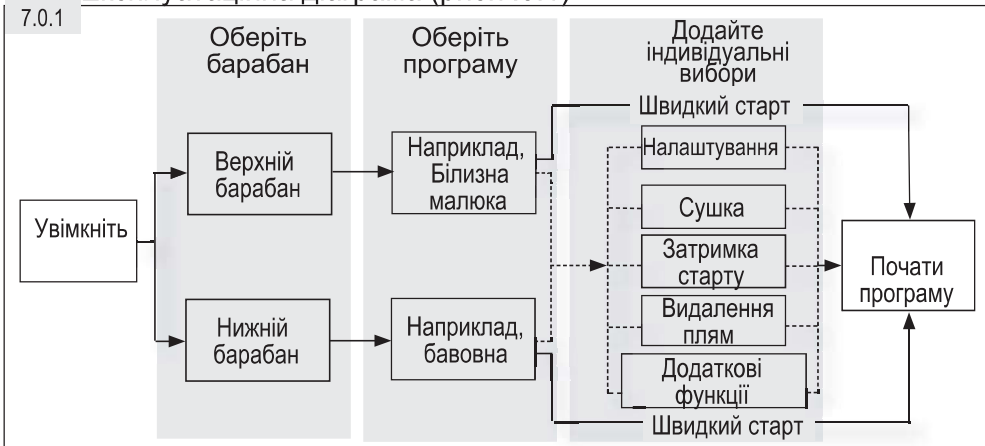 7.0.1
Оберіть
барабан
Оберіть
програму
Додайте
індивідуальні
вибори
Швидкий старт
Увімкніть
Верхній
барабан
Наприклад,
Білизна
малюка
Налаштування
Сушка
Затримка
старту
Видалення
плям
Додаткові
функції
Нижній
барабан
Наприклад,
бавовна
Почати
програму
Швидкий старт